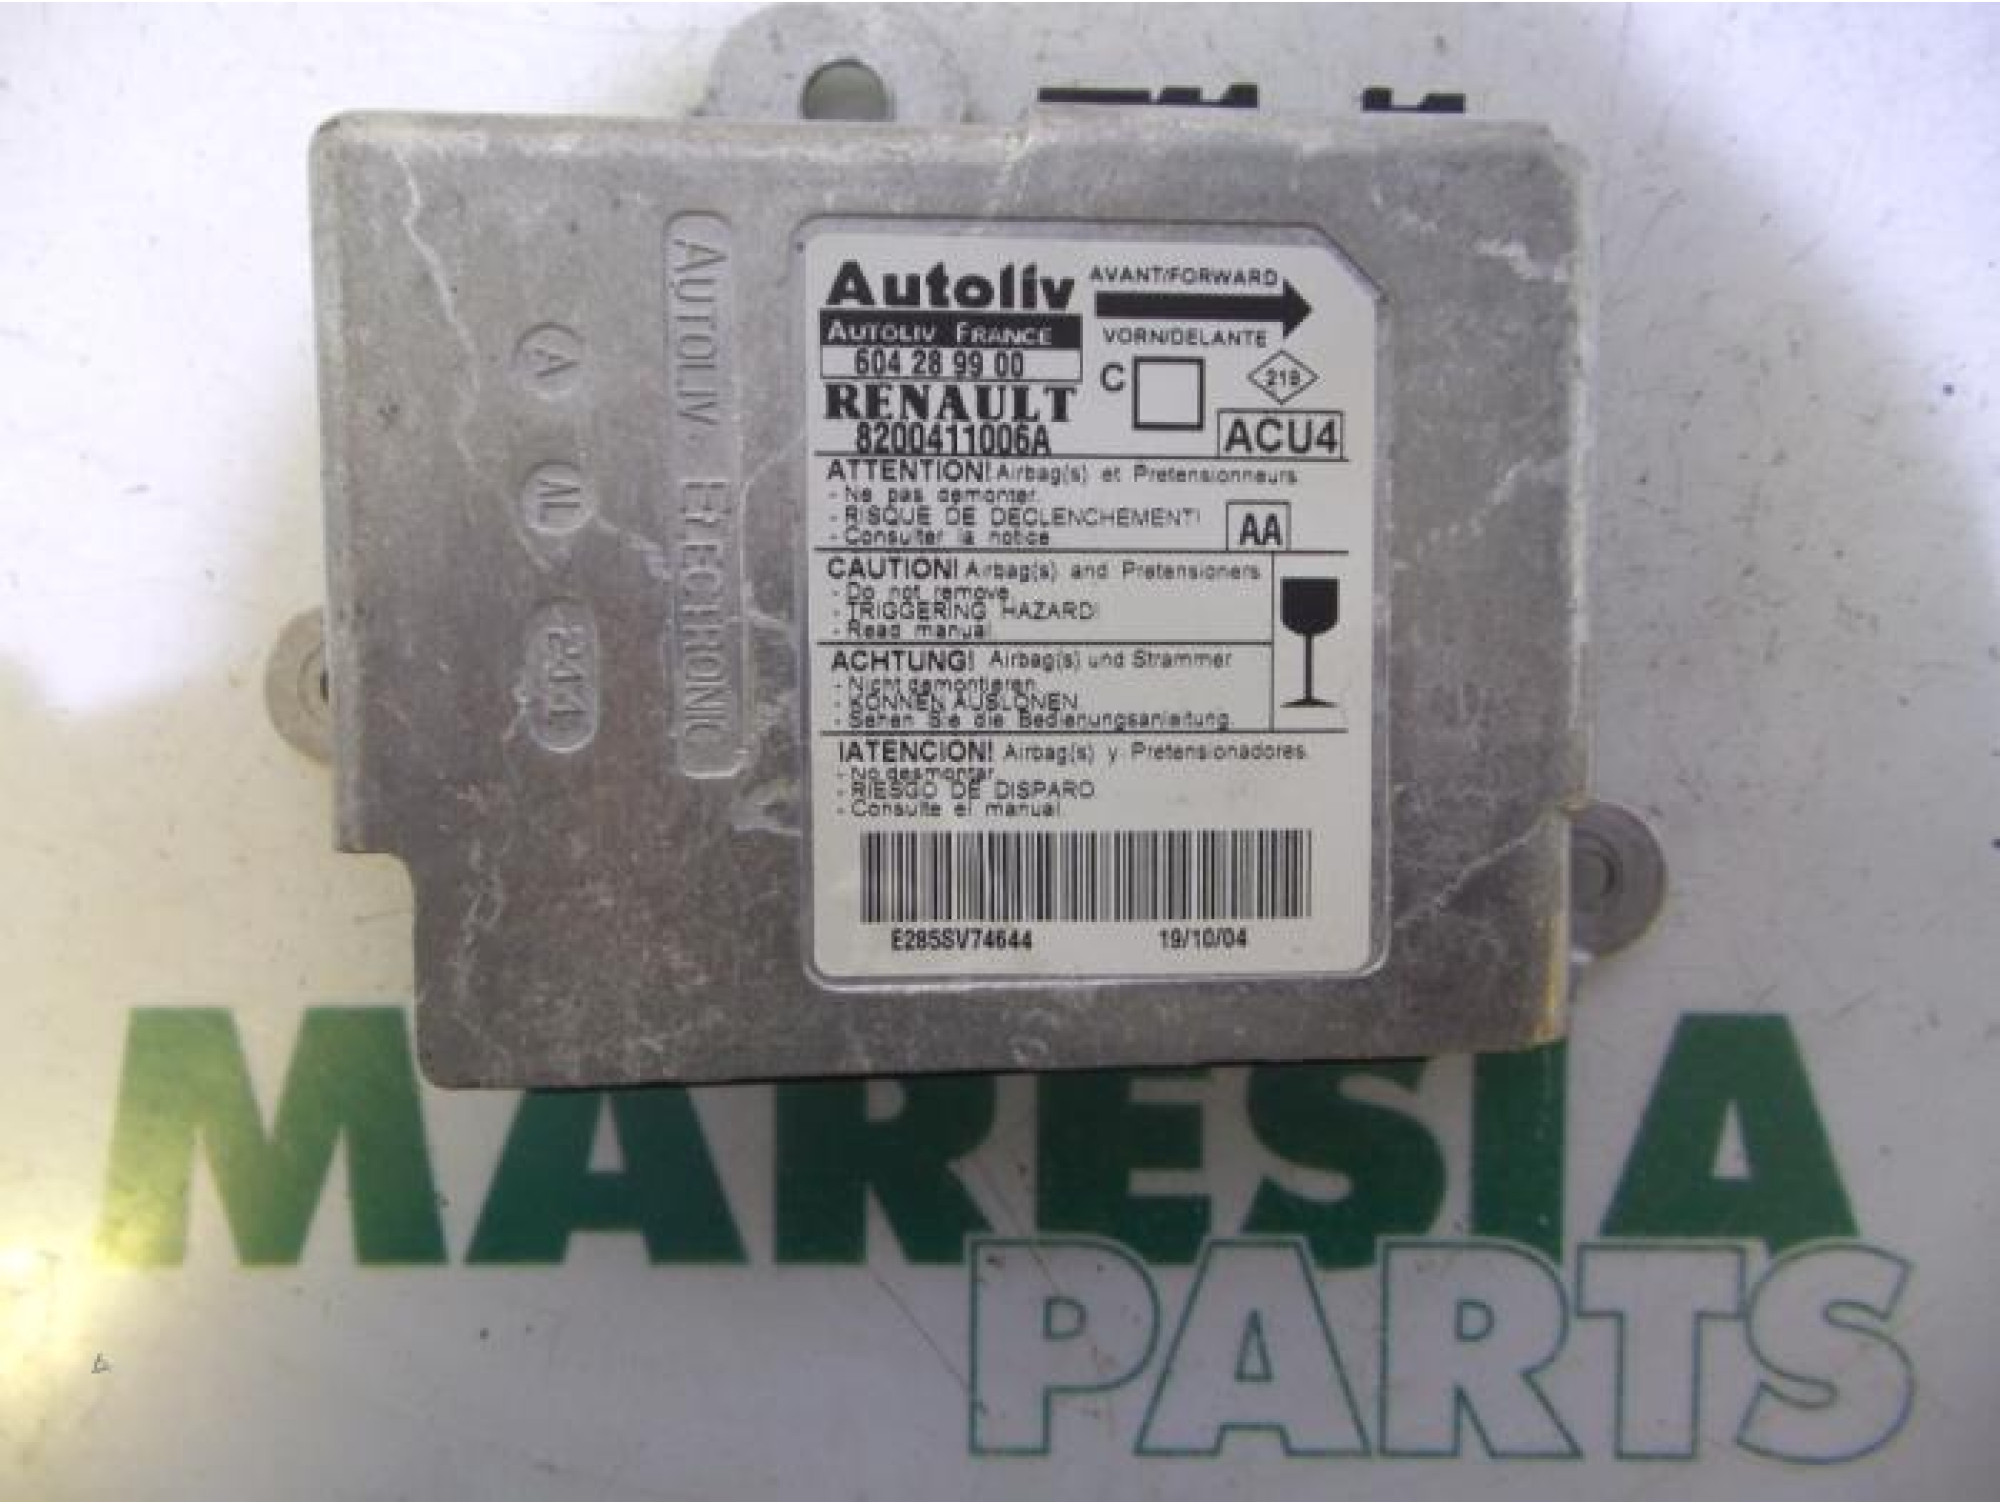 AUTOLIV ELECTRONIC
A
AL
2441
Autoliv
AUTOLIV FRANCE
604 28 99 00
RENAULT
8200411006A
AVANT/FORWARD
VORN/DELANTE
C
218
ACU4
ATTENTION! Airbag(s) et Pretensionneurs
- Ne pas demonter.
- RISQUE DE DECLENCHEMENT!
- Consulter la notice
AA
CAUTION! Airbag(s) and Pretensioners
- Do not remove.
- TRIGGERING HAZARD!
- Read manual.
ACHTUNG! Airbag(s) und Strammer
- Nicht demontieren.
- KONNEN AUSLONEN.
- Sehen Sie die Bedienungsanleitung.
!ATENCION! Airbag(s) y Pretensionadores.
- No desmontar.
- RIESGO DE DISPARO
- Consulte el manual.
E285SV74644 19/10/04
MARESIA
PARTS